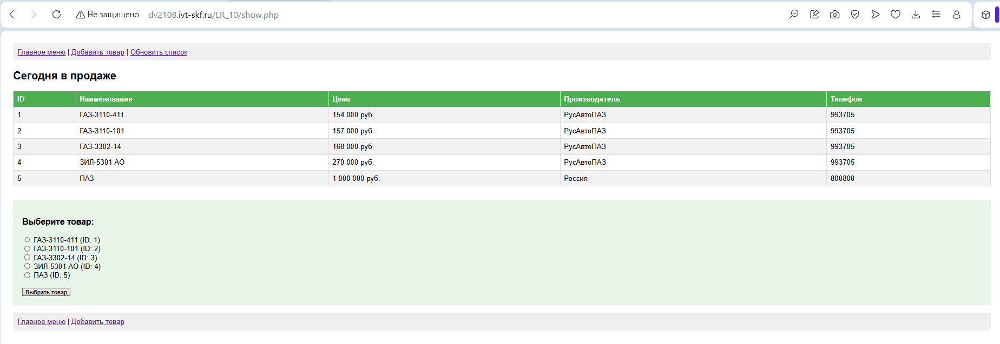 Не защищено dv2108.ivt-skf.ru/LR_10/show.php
Главное меню | Добавить товар | Обновить список
Сегодня в продаже
ID Наименование Цена Производитель Телефон
1 ГАЗ-3110-411 154 000 руб. РусАвтоПАЗ 993705
2 ГАЗ-3110-101 157 000 руб. РусАвтоПАЗ 993705
3 ГАЗ-3302-14 168 000 руб. РусАвтоПАЗ 993705
4 ЗИЛ-5301 АО 270 000 руб. РусАвтоПАЗ 993705
5 ПАЗ 1 000 000 руб. Россия 800800
Выберите товар:
ГАЗ-3110-411 (ID: 1)
ГАЗ-3110-101 (ID: 2)
ГАЗ-3302-14 (ID: 3)
ЗИЛ-5301 АО (ID: 4)
ПАЗ (ID: 5)
Выбрать товар
Главное меню | Добавить товар